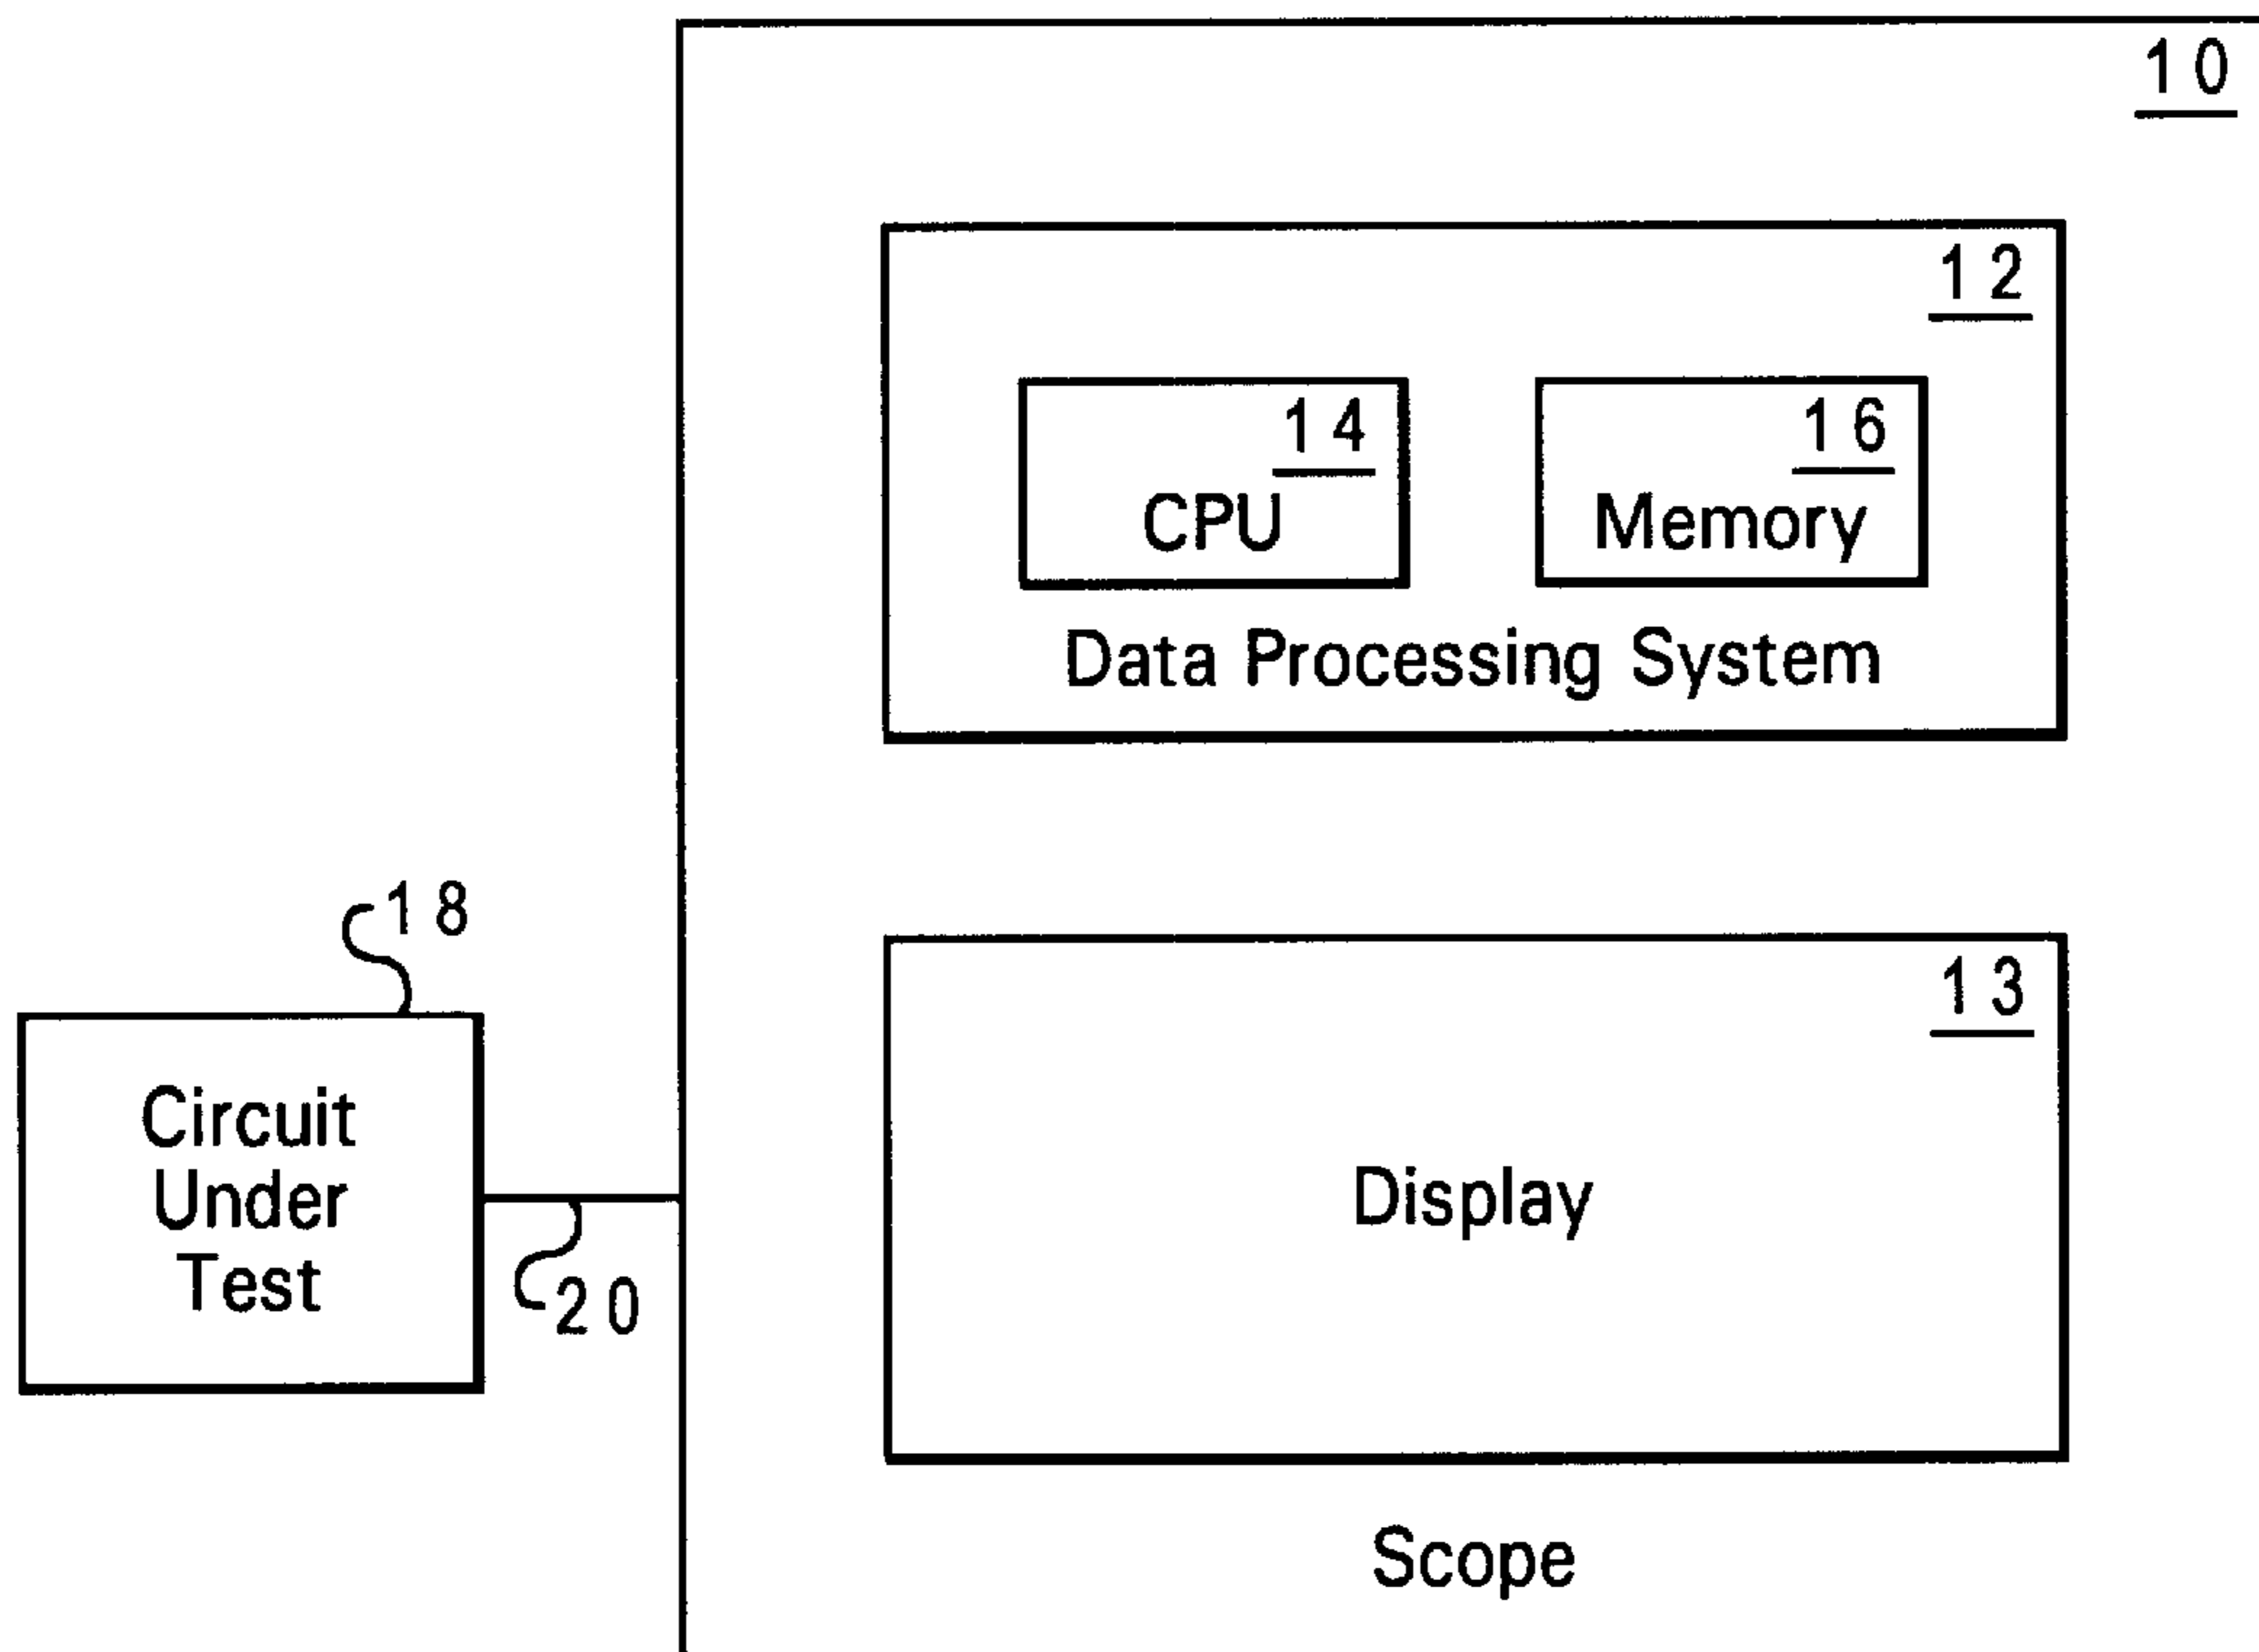 10
12
14
16
CPU
Memory
Data Processing System
18
13
Circuit
Under
Test
Display
20
Scope